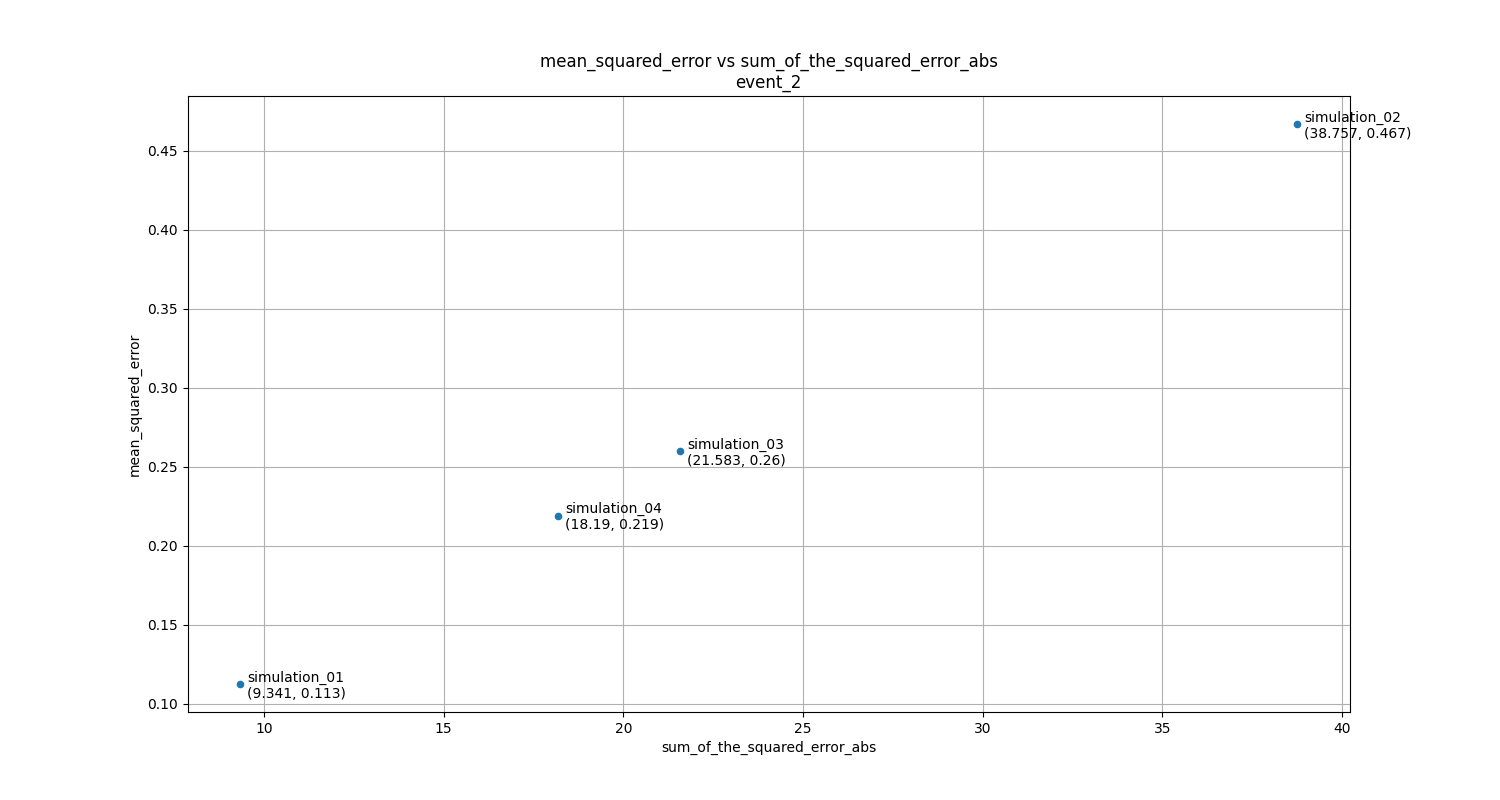 mean_squared_error vs sum_of_the_squared_error_abs
event_2
mean_squared_error
0.45
0.40
0.35
0.30
0.25
0.20
0.15
0.10
simulation_02
(38.757, 0.467)
simulation_03
(21.583, 0.26)
simulation_04
(18.19, 0.219)
simulation_01
(9.341, 0.113)
10 15 20 25 30 35 40
sum_of_the_squared_error_abs